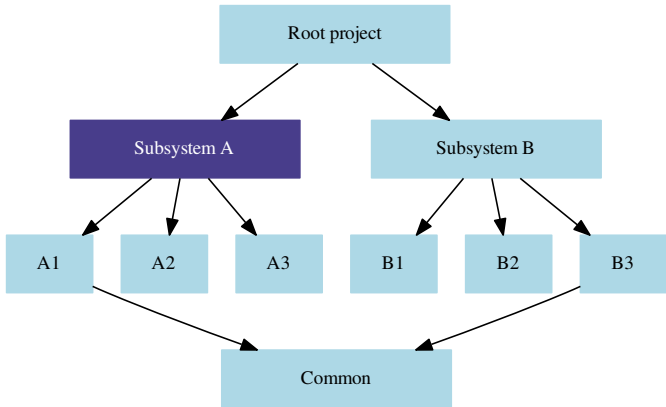 Root project
Subsystem A
Subsystem B
A1
A2
A3
B1
B2
B3
Common